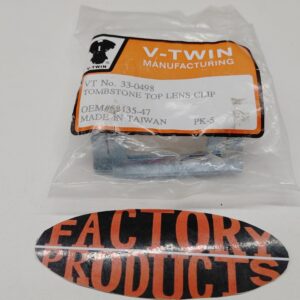 V-TWIN
V-TWIN
MANUFACTURING
VT No. 33-0498
TOMBSTONE TOP LENS CLIP
OEM#68135-47
MADE IN TAIWAN PK-5
FACTORY
PRODUCTS